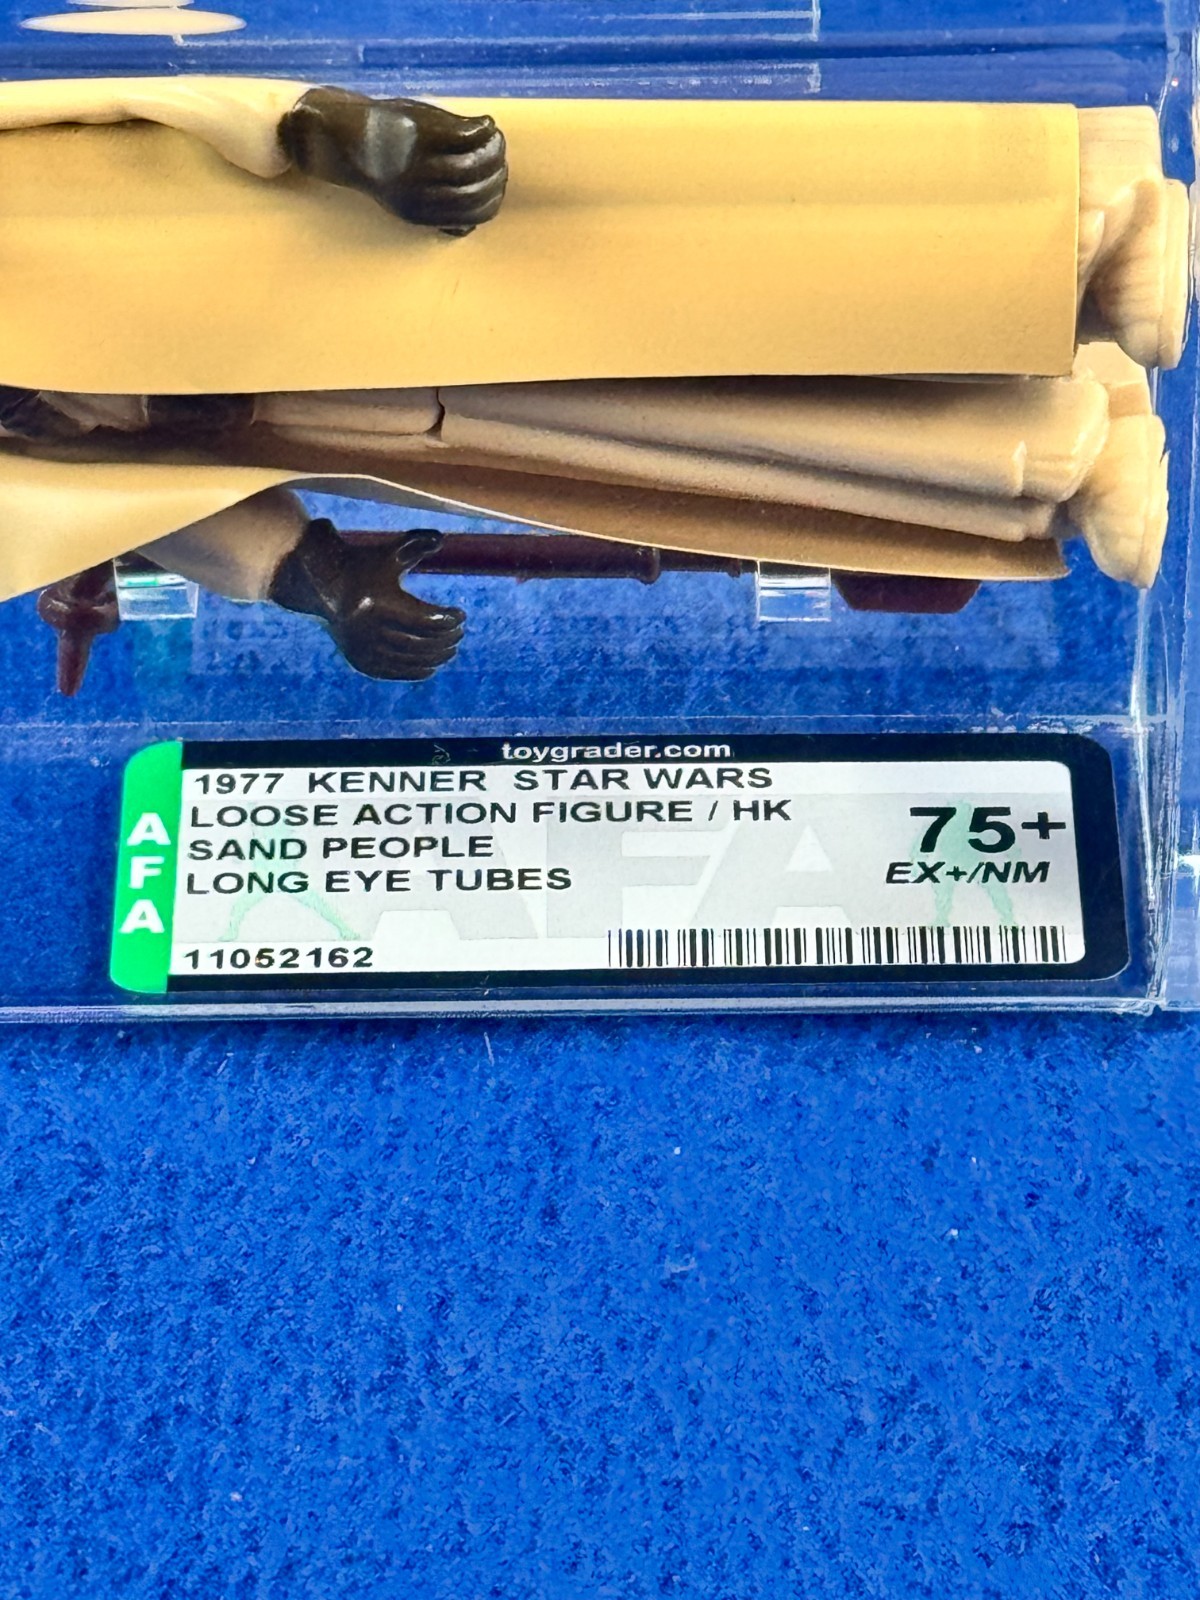 toygrader.com
AFA
1977 KENNER STAR WARS
LOOSE ACTION FIGURE / HK
SAND PEOPLE
LONG EYE TUBES
75+
EX+/NM
11052162
AFA